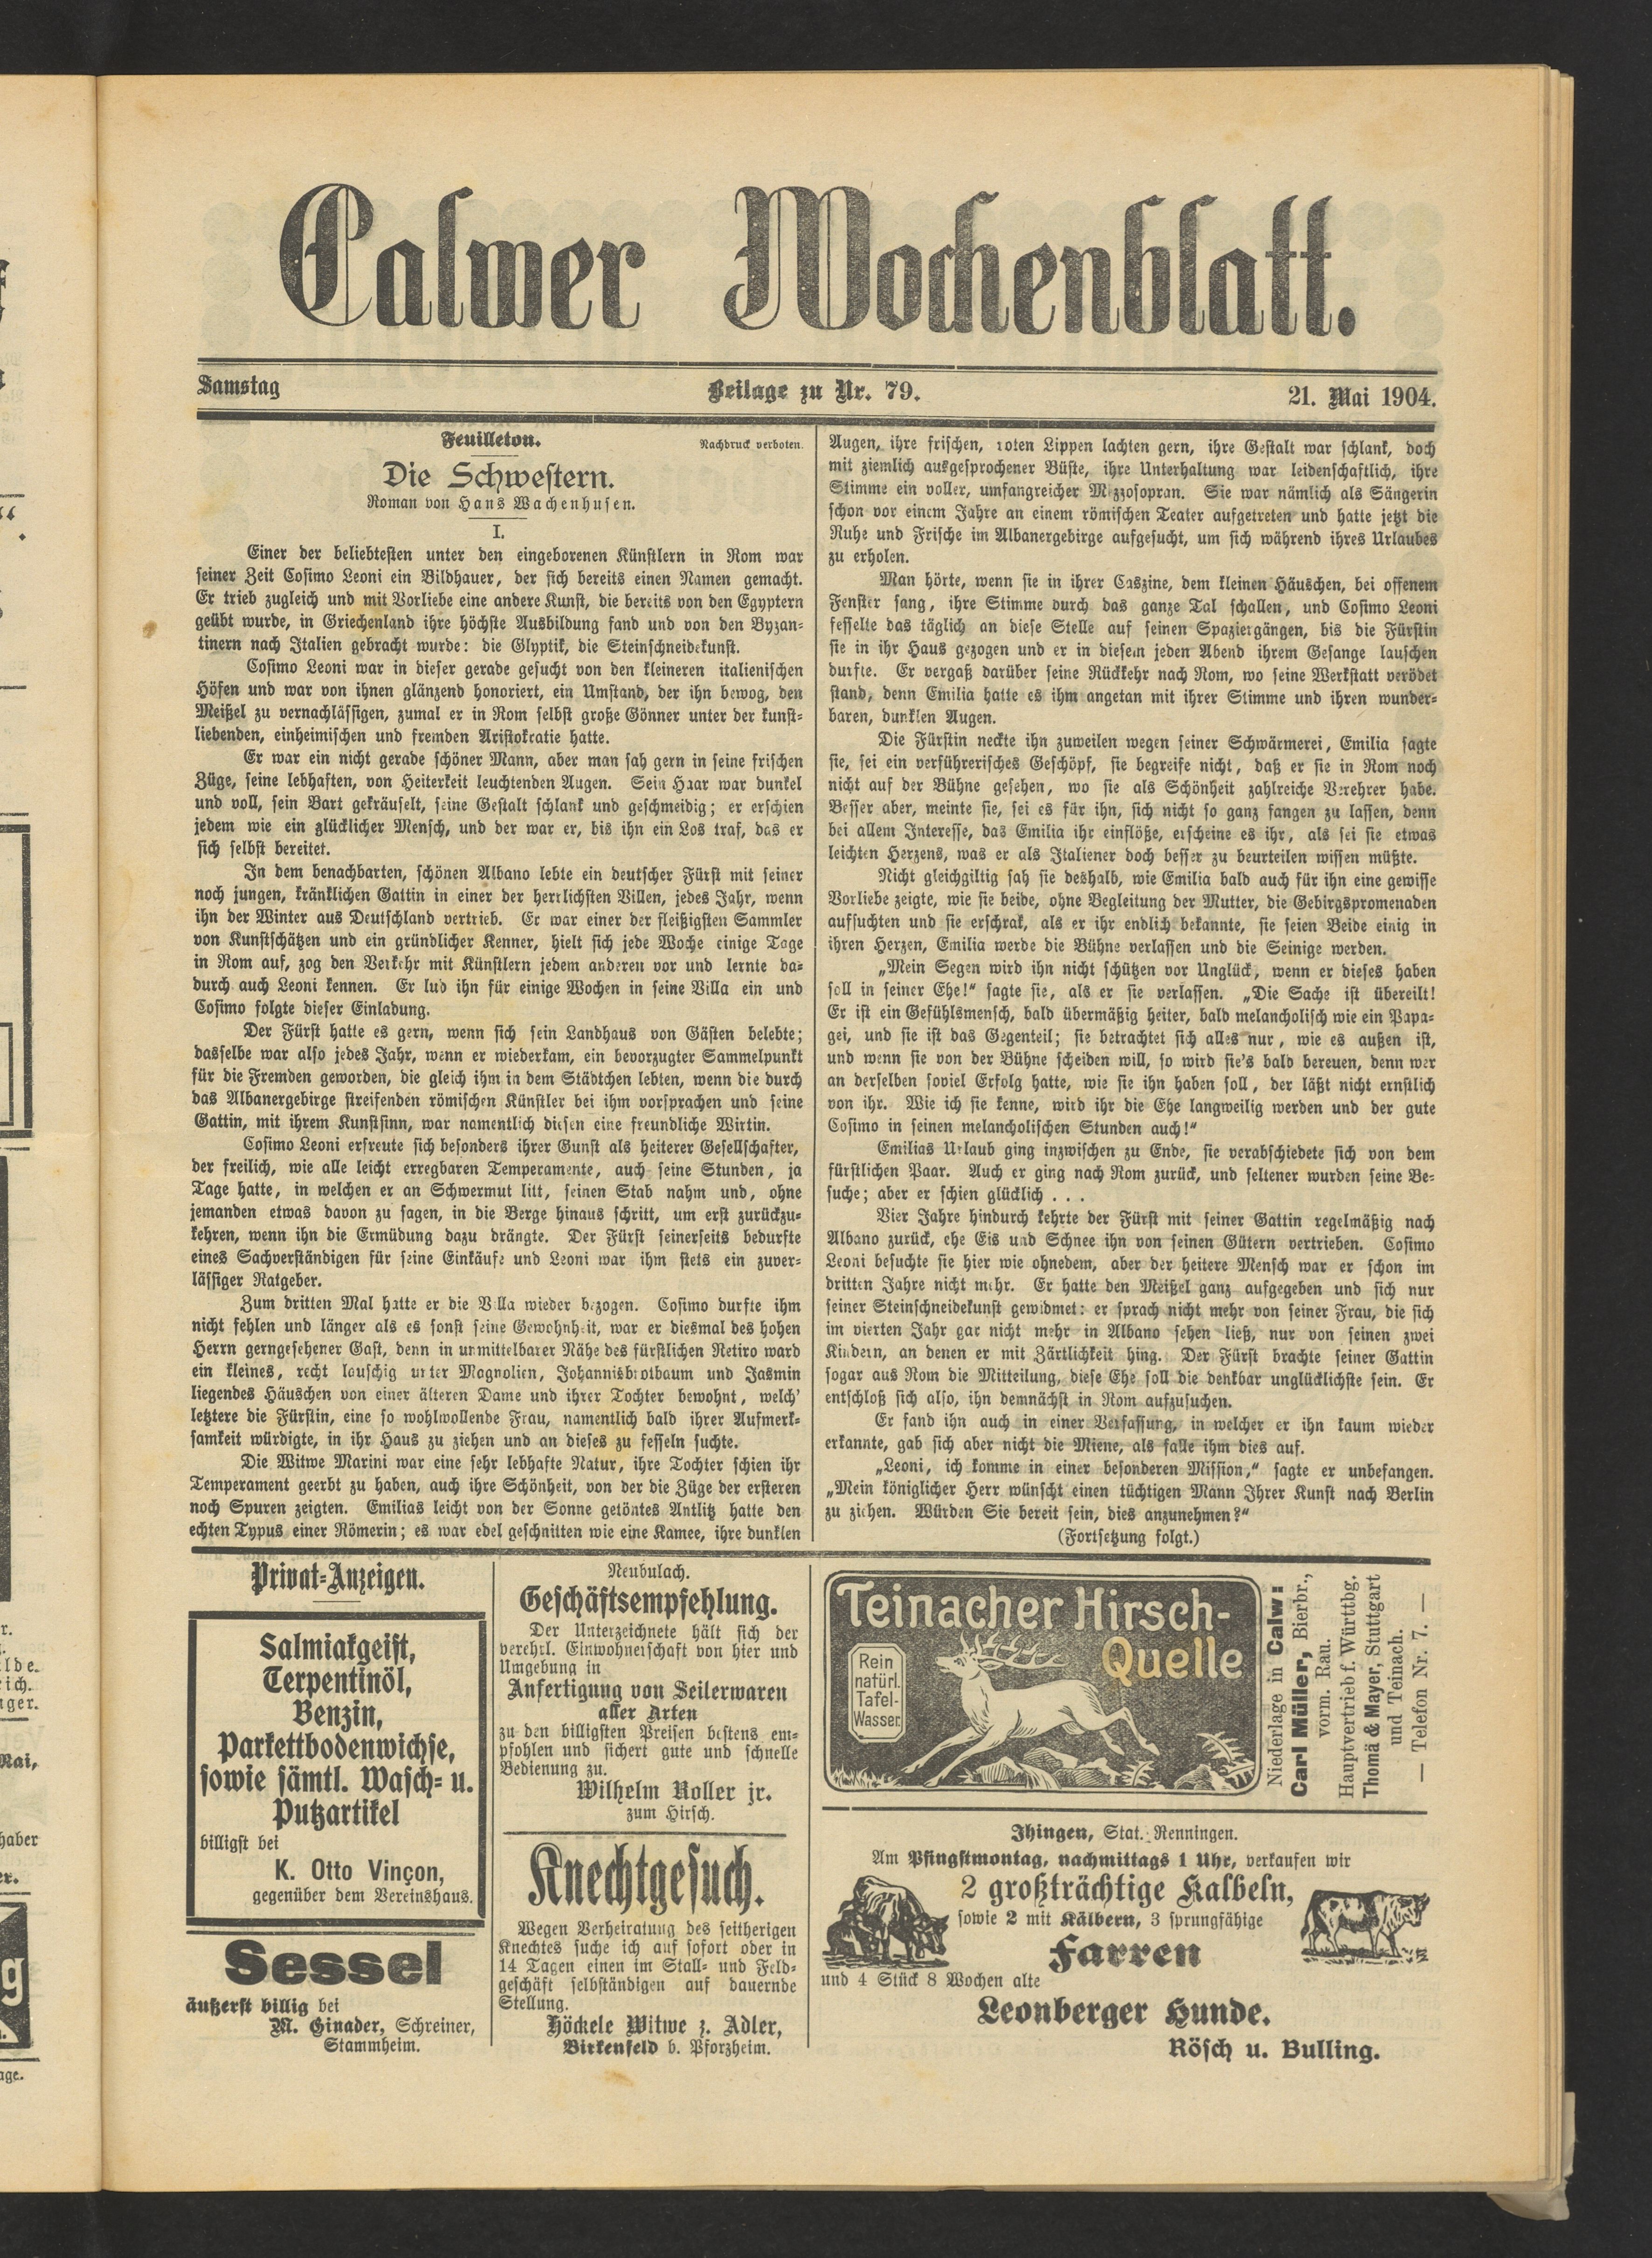 Calwer Wochenblatt.
Samstag
Beilage zu Nr. 79.
21. Mai 1904.
Feuilleton.
Nachdruck verboten.
Die Schwestern.
Roman von Hans Wachenhusen.
I.
Einer der beliebtesten unter den eingeborenen Künstlern in Rom war
seiner Zeit Cosimo Leoni ein Bildhauer, der sich bereits einen Namen gemacht.
Er trieb zugleich und mit Vorliebe eine andere Kunst, die bereits von den Egyptern
geübt wurde, in Griechenland ihre höchste Ausbildung fand und von den Byzan-
tinern nach Italien gebracht wurde: die Glyptik, die Steinschneidekunst.
Cosimo Leoni war in dieser gerade gesucht von den kleineren italienischen
Höfen und war von ihnen glänzend honoriert, ein Umstand, der ihn bewog, den
Meißel zu vernachlässigen, zumal er in Rom selbst große Gönner unter der kunst-
liebenden, einheimischen und fremden Aristokratie hatte.
Er war ein nicht gerade schöner Mann, aber man sah gern in seine frischen
Züge, seine lebhaften, von Heiterkeit leuchtenden Augen. Sein Haar war dunkel
und voll, sein Bart gekräuselt, seine Gestalt schlank und geschmeidig; er erschien
jedem wie ein glücklicher Mensch, und der war er, bis ihn ein Los traf, das er
sich selbst bereitet.
In dem benachbarten, schönen Albano lebte ein deutscher Fürst mit seiner
noch jungen, kränklichen Gattin in einer der herrlichsten Villen, jedes Jahr, wenn
ihn der Winter aus Deutschland vertrieb. Er war einer der fleißigsten Sammler
von Kunstschätzen und ein gründlicher Kenner, hielt sich jede Woche einige Tage
in Rom auf, zog den Verkehr mit Künstlern jedem anderen vor und lernte da-
durch auch Leoni kennen. Er lud ihn für einige Wochen in seine Villa ein und
Cosimo folgte dieser Einladung.
Der Fürst hatte es gern, wenn sich sein Landhaus von Gästen belebte;
dasselbe war also jedes Jahr, wenn er wiederkam, ein bevorzugter Sammelpunkt
für die Fremden geworden, die gleich ihm in dem Städtchen lebten, wenn die durch
das Albanergebirge streifenden römischen Künstler bei ihm vorsprachen und seine
Gattin, mit ihrem Kunstsinn, war namentlich diesen eine freundliche Wirtin.
Cosimo Leoni erfreute sich besonders ihrer Gunst als heiterer Gesellschafter,
der freilich, wie alle leicht erregbaren Temperamente, auch seine Stunden, ja
Tage hatte, in welchen er an Schwermut litt, seinen Stab nahm und, ohne
jemanden etwas davon zu sagen, in die Berge hinaus schritt, um erst zurückzu-
kehren, wenn ihn die Ermüdung dazu drängte. Der Fürst seinerseits bedurfte
eines Sachverständigen für seine Einkäufe und Leoni war ihm stets ein zuver-
lässiger Ratgeber.
Zum dritten Mal hatte er die Villa wieder bezogen. Cosimo durfte ihm
nicht fehlen und länger als es sonst seine Gewohnheit, war er diesmal des hohen
Herrn gerngesehener Gast, denn in unmittelbarer Nähe des fürstlichen Retiro ward
ein kleines, recht lauschig unter Magnolien, Johannisbrotbaum und Jasmin
liegendes Häuschen von einer älteren Dame und ihrer Tochter bewohnt, welch'
letztere die Fürstin, eine so wohlwollende Frau, namentlich bald ihrer Aufmerk-
samkeit würdigte, in ihr Haus zu ziehen und an dieses zu fesseln suchte.
Die Witwe Marini war eine sehr lebhafte Natur, ihre Tochter schien ihr
Temperament geerbt zu haben, auch ihre Schönheit, von der die Züge der ersteren
noch Spuren zeigten. Emilias leicht von der Sonne getöntes Antlitz hatte den
echten Typus einer Römerin; es war edel geschnitten wie eine Kamee, ihre dunklen
Augen, ihre frischen, roten Lippen lachten gern, ihre Gestalt war schlank, doch
mit ziemlich ausgesprochener Büste, ihre Unterhaltung war leidenschaftlich, ihre
Stimme ein voller, umfangreicher Mezzosopran. Sie war nämlich als Sängerin
schon vor einem Jahre an einem römischen Teater aufgetreten und hatte jetzt die
Ruhe und Frische im Albanergebirge aufgesucht, um sich während ihres Urlaubes
zu erholen.
Man hörte, wenn sie in ihrer Caszine, dem kleinen Häuschen, bei offenem
Fenster sang, ihre Stimme durch das ganze Tal schallen, und Cosimo Leoni
fesselte das täglich an diese Stelle auf seinen Spaziergängen, bis die Fürstin
sie in ihr Haus gezogen und er in diesem jeden Abend ihrem Gesange lauschen
durfte. Er vergaß darüber seine Rückkehr nach Rom, wo seine Werkstatt verödet
stand, denn Emilia hatte es ihm angetan mit ihrer Stimme und ihren wunder-
baren, dunklen Augen.
Die Fürstin neckte ihn zuweilen wegen seiner Schwärmerei, Emilia sagte
sie, sei ein verführerisches Geschöpf, sie begreife nicht, daß er sie in Rom noch
nicht auf der Bühne gesehen, wo sie als Schönheit zahlreiche Verehrer habe.
Besser aber, meinte sie, sei es für ihn, sich nicht so ganz fangen zu lassen, denn
bei allem Interesse, das Emilia ihr einflöße, erscheine es ihr, als sei sie etwas
leichten Herzens, was er als Italiener doch besser zu beurteilen wissen müßte.
Nicht gleichgiltig sah sie deshalb, wie Emilia bald auch für ihn eine gewisse
Vorliebe zeigte, wie sie beide, ohne Begleitung der Mutter, die Gebirgspromenaden
aufsuchten und sie erschrak, als er ihr endlich bekannte, sie seien Beide einig in
ihren Herzen, Emilia werde die Bühne verlassen und die Seinige werden.
„Mein Segen wird ihn nicht schützen vor Unglück, wenn er dieses haben
soll in seiner Ehe!“ sagte sie, als er sie verlassen. „Die Sache ist übereilt!
Er ist ein Gefühlsmensch, bald übermäßig heiter, bald melancholisch wie ein Papa-
gei, und sie ist das Gegenteil; sie betrachtet sich alles nur, wie es außen ist,
und wenn sie von der Bühne scheiden will, so wird sie's bald bereuen, denn wer
an derselben soviel Erfolg hatte, wie sie ihn haben soll, der läßt nicht ernstlich
von ihr. Wie ich sie kenne, wird ihr die Ehe langweilig werden und der gute
Cosimo in seinen melancholischen Stunden auch!“
Emilias Urlaub ging inzwischen zu Ende, sie verabschiedete sich von dem
fürstlichen Paar. Auch er ging nach Rom zurück, und seltener wurden seine Be-
suche; aber er schien glücklich . . .
Vier Jahre hindurch kehrte der Fürst mit seiner Gattin regelmäßig nach
Albano zurück, ehe Eis und Schnee ihn von seinen Gütern vertrieben. Cosimo
Leoni besuchte sie hier wie ohnedem, aber der heitere Mensch war er schon im
dritten Jahre nicht mehr. Er hatte den Meißel ganz aufgegeben und sich nur
seiner Steinschneidekunst gewidmet: er sprach nicht mehr von seiner Frau, die sich
im vierten Jahr gar nicht mehr in Albano sehen ließ, nur von seinen zwei
Kindern, an denen er mit Zärtlichkeit hing. Der Fürst brachte seiner Gattin
sogar aus Rom die Mitteilung, diese Ehe soll die denkbar unglücklichste sein. Er
entschloß sich also, ihn demnächst in Rom aufzusuchen.
Er fand ihn auch in einer Verfassung, in welcher er ihn kaum wieder
erkannte, gab sich aber nicht die Miene, als falle ihm dies auf.
„Leoni, ich komme in einer besonderen Mission,“ sagte er unbefangen.
„Mein königlicher Herr wünscht einen tüchtigen Mann Ihrer Kunst nach Berlin
zu ziehen. Würden Sie bereit sein, dies anzunehmen?“
(Fortsetzung folgt.)
Privat-Anzeigen.
Salmiakgeist,
Terpentinöl,
Benzin,
Parkettbodenwichse,
sowie sämtl. Wasch- u.
Putzartikel
billigst bei
K. Otto Vinçon,
gegenüber dem Vereinshaus.
Sessel
äußerst billig bei
M. Ginader, Schreiner,
Stammheim.
Neubulach.
Geschäftsempfehlung.
Der Unterzeichnete hält sich der
verehrl. Einwohnerschaft von hier und
Umgebung in
Anfertigung von Seilerwaren
aller Arten
zu den billigsten Preisen bestens em-
pfohlen und sichert gute und schnelle
Bedienung zu.
Wilhelm Roller jr.
zum Hirsch.
Knechtgesuch.
Wegen Verheiratung des seitherigen
Knechtes suche ich auf sofort oder in
14 Tagen einen im Stall- und Feld-
geschäft selbständigen auf dauernde
Stellung.
Höckele Witwe z. Adler,
Birkenfeld b. Pforzheim.
Teinacher Hirsch-
Quelle
Rein
natürl.
Tafel-
Wasser.
Niederlage in Calw:
Carl Müller, Bierbr.,
vorm. Rau.
Hauptvertrieb f. Württbg.
Thomä & Mayer, Stuttgart
und Teinach.
— Telefon Nr. 7. —
Ihingen, Stat. Renningen.
Am Pfingstmontag, nachmittags 1 Uhr, verkaufen wir
2 großträchtige Kalbeln,
sowie 2 mit Kälbern, 3 sprungfähige
Farren
und 4 Stück 8 Wochen alte
Leonberger Hunde.
Rösch u. Bulling.